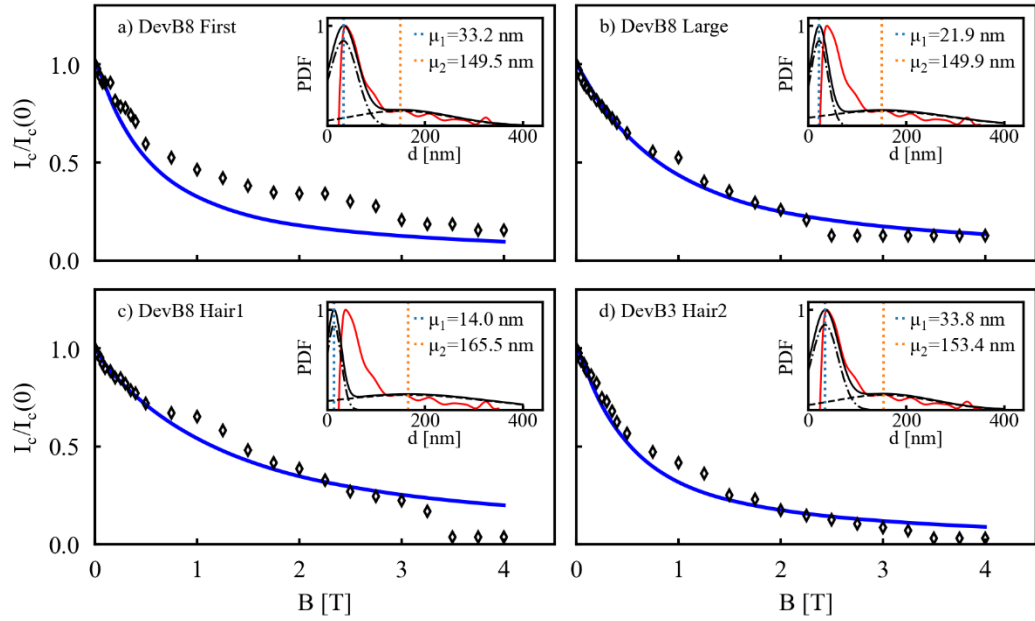 a) DevB8 First
1
PDF
μ₁=33.2 nm
μ₂=149.5 nm
0 200 400
d [nm]
b) DevB8 Large
1
PDF
μ₁=21.9 nm
μ₂=149.9 nm
0 200 400
d [nm]
1.0
0.5
0.0
I_c/I_c(0)
c) DevB8 Hair1
1
PDF
μ₁=14.0 nm
μ₂=165.5 nm
0 200 400
d [nm]
d) DevB3 Hair2
1
PDF
μ₁=33.8 nm
μ₂=153.4 nm
0 200 400
d [nm]
1.0
0.5
0.0
I_c/I_c(0)
0 1 2 3 4
B [T]
0 1 2 3 4
B [T]